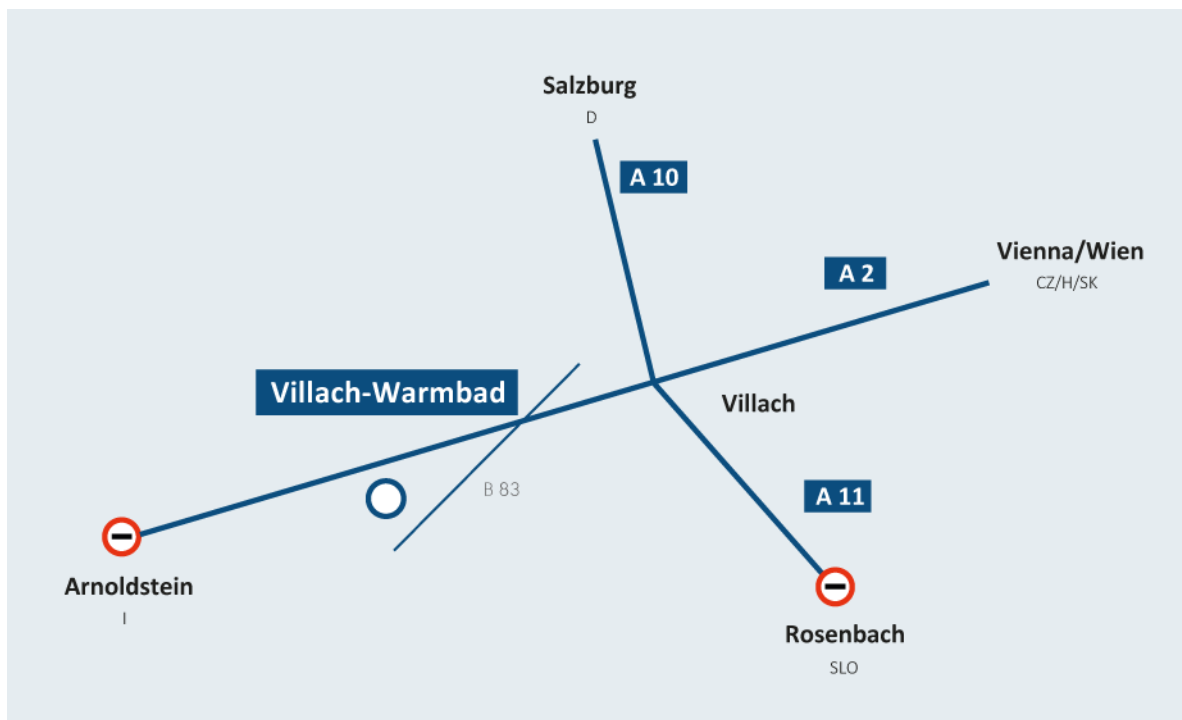 Salzburg
D
A 10
Vienna/Wien
CZ/H/SK
A 2
Villach-Warmbad
Villach
B 83
A 11
Arnoldstein
I
Rosenbach
SLO